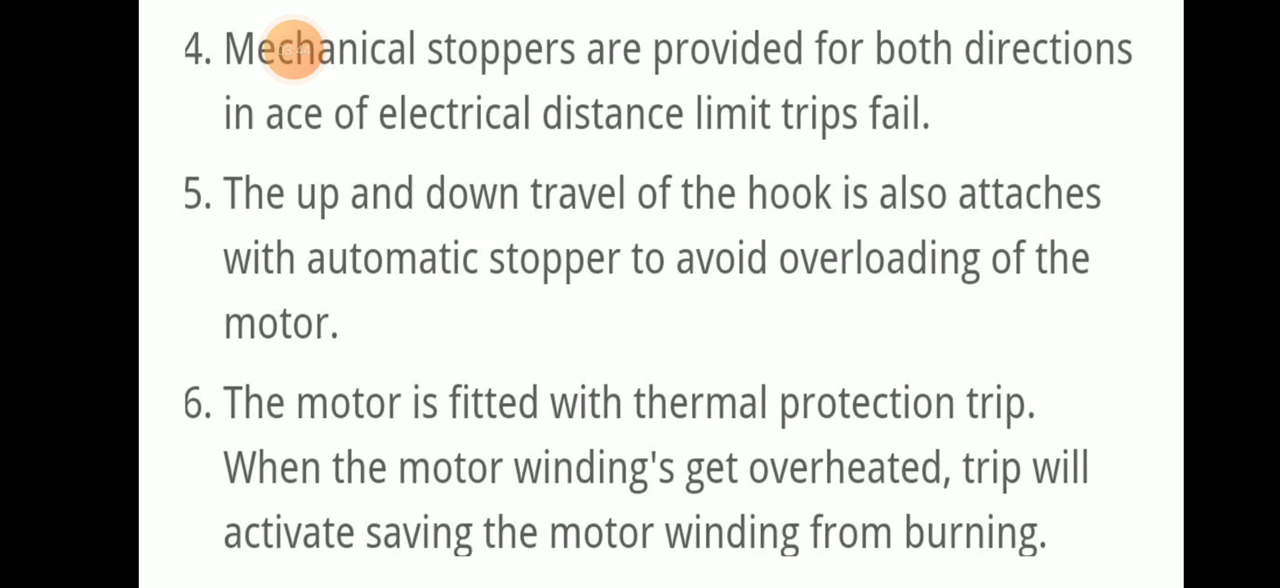 4. Mechanical stoppers are provided for both directions
in ace of electrical distance limit trips fail.
5. The up and down travel of the hook is also attaches
with automatic stopper to avoid overloading of the
motor.
6. The motor is fitted with thermal protection trip.
When the motor winding's get overheated, trip will
activate saving the motor winding from burning.